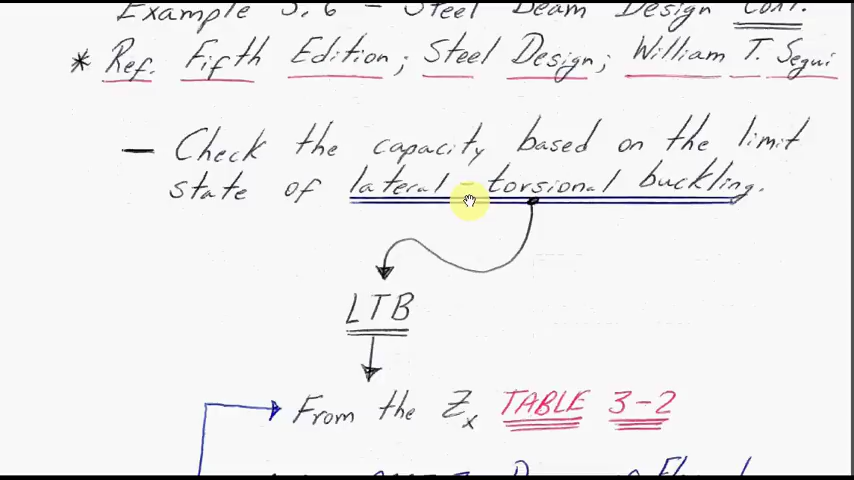 Example 5.6 - Steel Beam Design Cont.
* Ref. Fifth Edition; Steel Design; William T. Segui
- Check the capacity based on the limit
state of lateral-torsional buckling.
LTB
From the Zx TABLE 3-2